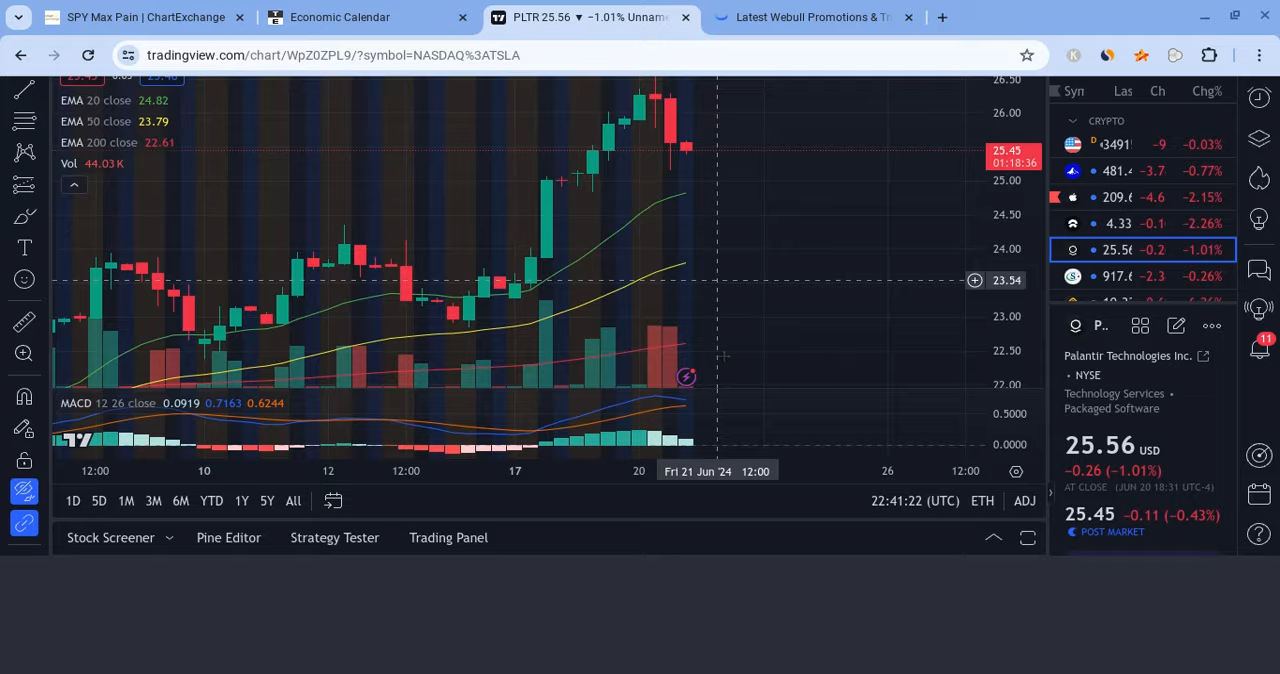 SPY Max Pain | ChartExchange
Economic Calendar
PLTR 25.56 ▼ −1.01% Unname
Latest Webull Promotions & Tr
tradingview.com/chart/WpZ0ZPL9/?symbol=NASDAQ%3ATSLA
EMA 20 close 24.82
EMA 50 close 23.79
EMA 200 close 22.61
Vol 44.03 K
26.50
26.00
25.45
01:18:36
25.00
24.50
24.00
23.54
23.00
22.50
22.00
MACD 12 26 close 0.0919 0.7163 0.6244
0.5000
0.0000
12:00 10 12 12:00 17 20 Fri 21 Jun '24 12:00 26 12:00
1D 5D 1M 3M 6M YTD 1Y 5Y All
22:41:22 (UTC) ETH ADJ
Stock Screener Pine Editor Strategy Tester Trading Panel
Syn Las Ch Chg%
CRYPTO
D 3491 −9 −0.03%
481.4 −3.7 −0.77%
209.6 −4.6 −2.15%
4.33 −0.1 −2.26%
25.56 −0.2 −1.01%
917.6 −2.3 −0.26%
P..
Palantir Technologies Inc.
• NYSE
Technology Services •
Packaged Software
25.56 USD
−0.26 (−1.01%)
AT CLOSE (JUN 20 18:31 UTC-4)
25.45 −0.11 (−0.43%)
POST MARKET
11